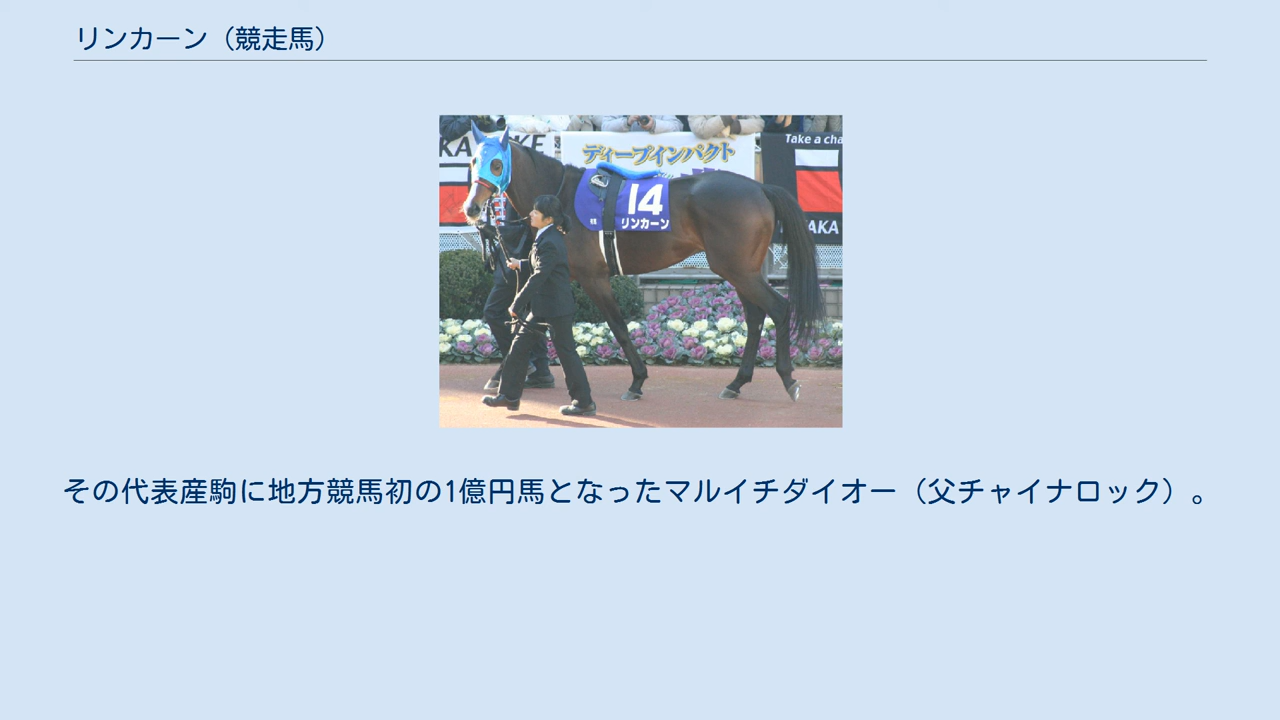 リンカーン（競走馬）
KA
KE
ディープインパクト
Take a cha
14
リンカーン
AKA
その代表産駒に地方競馬初の1億円馬となったマルイチダイオー（父チャイナロック）。